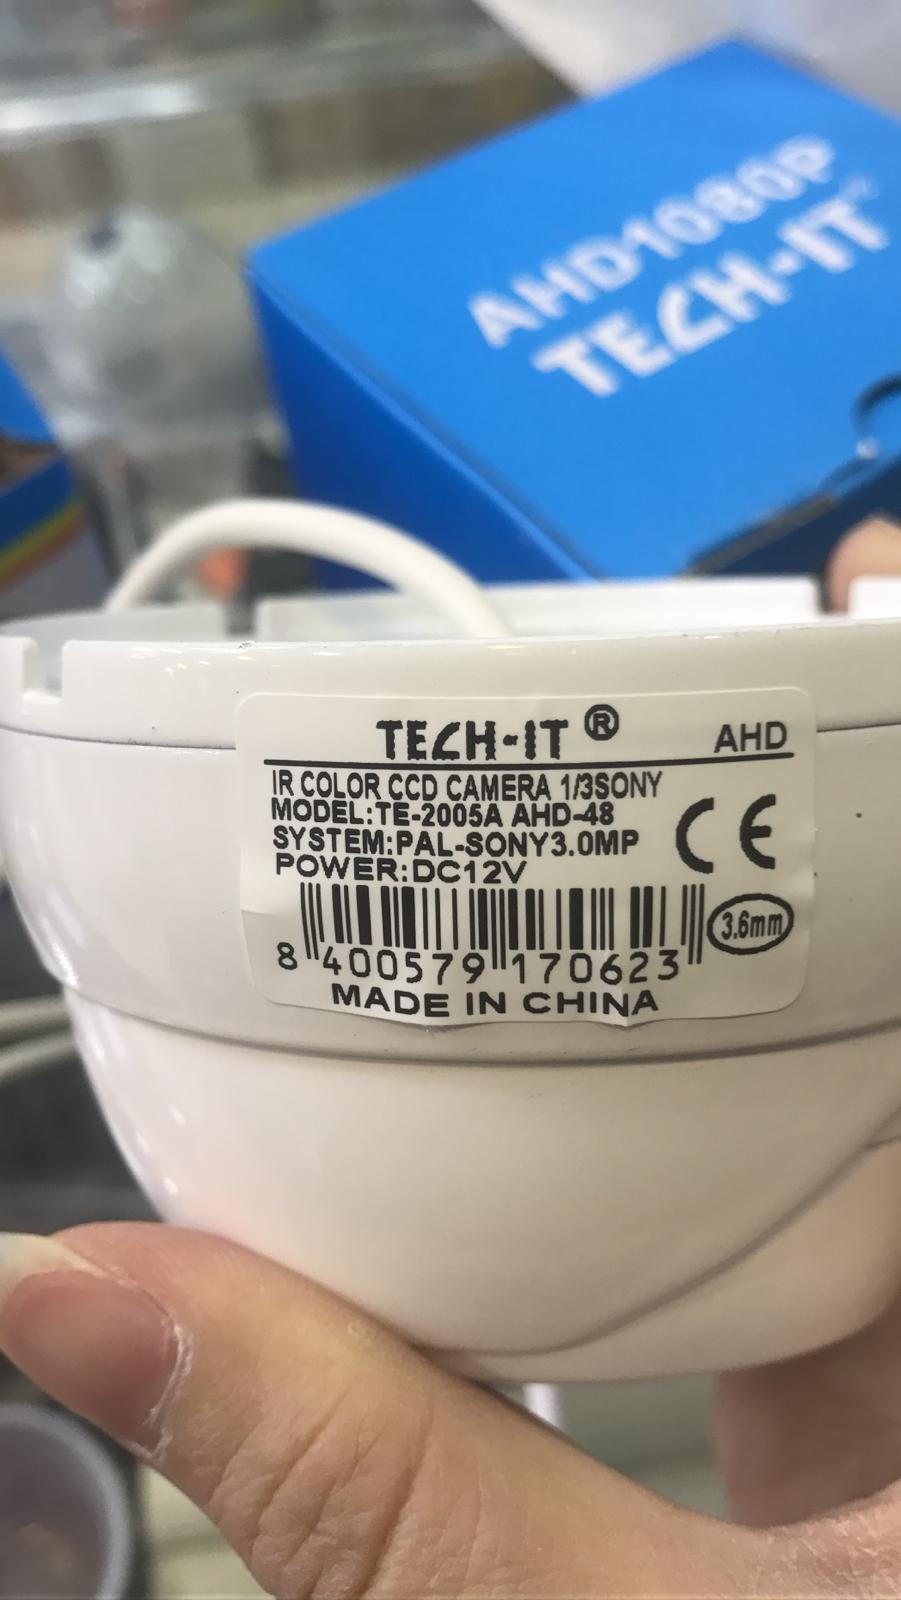 AHD1080P
TECH-IT®
TECH-IT® AHD
IR COLOR CCD CAMERA 1/3SONY
MODEL:TE-2005A AHD-48
SYSTEM:PAL-SONY3.0MP
POWER:DC12V
CE
3.6mm
8 400579 170623
MADE IN CHINA